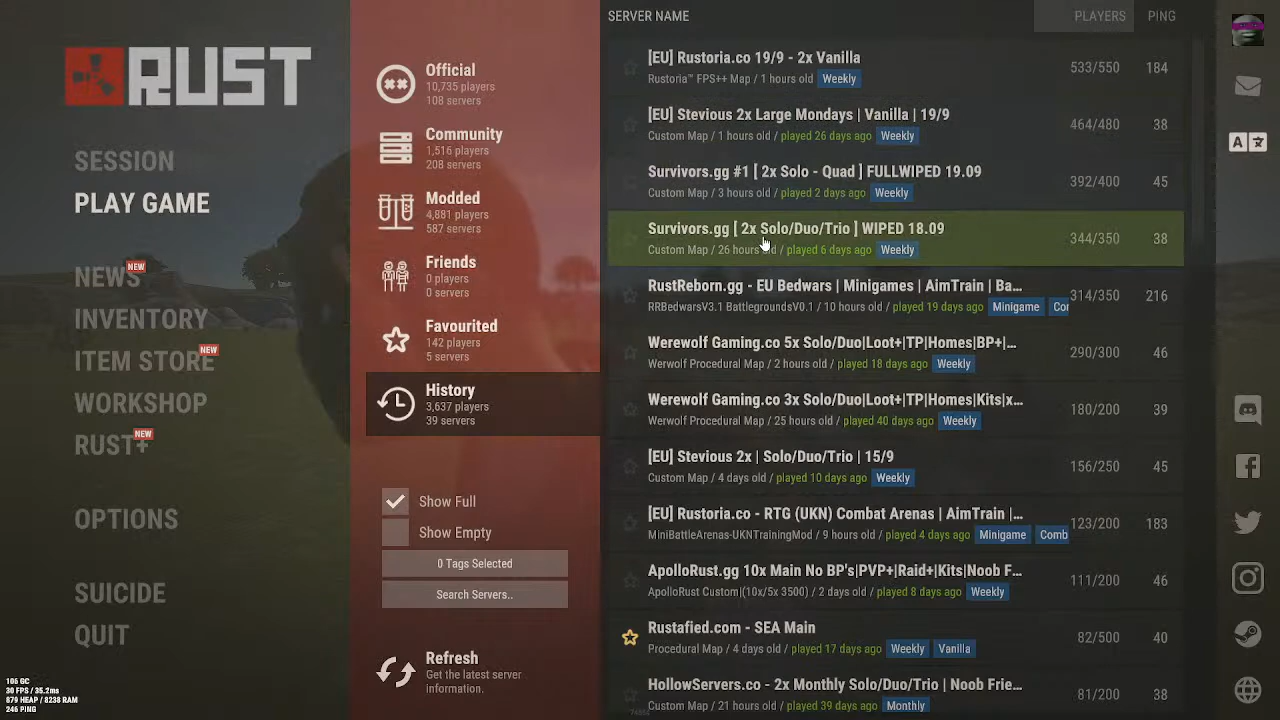 RUST
SESSION
PLAY GAME
NEWS NEW
INVENTORY
ITEM STORE NEW
WORKSHOP
RUST+ NEW
OPTIONS
SUICIDE
QUIT
106 GC
30 FPS / 35.2ms
879 HEAP / 8238 RAM
246 PING
Official
10,735 players
108 servers
Community
1,516 players
208 servers
Modded
4,881 players
587 servers
Friends
0 players
0 servers
Favourited
142 players
5 servers
History
3,637 players
39 servers
Show Full
Show Empty
0 Tags Selected
Search Servers..
Refresh
Get the latest server
information.
SERVER NAME PLAYERS PING
[EU] Rustoria.co 19/9 - 2x Vanilla 533/550 184
Rustoria™ FPS++ Map / 1 hours old / Weekly
[EU] Stevious 2x Large Mondays | Vanilla | 19/9 464/480 38
Custom Map / 1 hours old / played 26 days ago Weekly
Survivors.gg #1 [ 2x Solo - Quad ] FULLWIPED 19.09 392/400 45
Custom Map / 3 hours old / played 2 days ago Weekly
Survivors.gg [ 2x Solo/Duo/Trio ] WIPED 18.09 344/350 38
Custom Map / 26 hours old / played 6 days ago Weekly
RustReborn.gg - EU Bedwars | Minigames | AimTrain | Ba... 314/350 216
RRBedwarsV3.1 BattlegroundsV0.1 / 10 hours old / played 19 days ago Minigame Cor
Werewolf Gaming.co 5x Solo/Duo|Loot+|TP|Homes|BP+|... 290/300 46
Werwolf Procedural Map / 2 hours old / played 18 days ago Weekly
Werewolf Gaming.co 3x Solo/Duo|Loot+|TP|Homes|Kits|x... 180/200 39
Werwolf Procedural Map / 25 hours old / played 40 days ago Weekly
[EU] Stevious 2x | Solo/Duo/Trio | 15/9 156/250 45
Custom Map / 4 days old / played 10 days ago Weekly
[EU] Rustoria.co - RTG (UKN) Combat Arenas | AimTrain |... 123/200 183
MiniBattleArenas-UKNTrainingMod / 9 hours old / played 4 days ago Minigame Comb
ApolloRust.gg 10x Main No BP's|PVP+|Raid+|Kits|Noob F... 111/200 46
ApolloRust Custom|(10x/5x 3500) / 2 days old / played 8 days ago Weekly
Rustafied.com - SEA Main 82/500 40
Procedural Map / 4 days old / played 17 days ago Weekly Vanilla
HollowServers.co - 2x Monthly Solo/Duo/Trio | Noob Frie... 81/200 38
Custom Map / 21 hours old / played 39 days ago Monthly
A